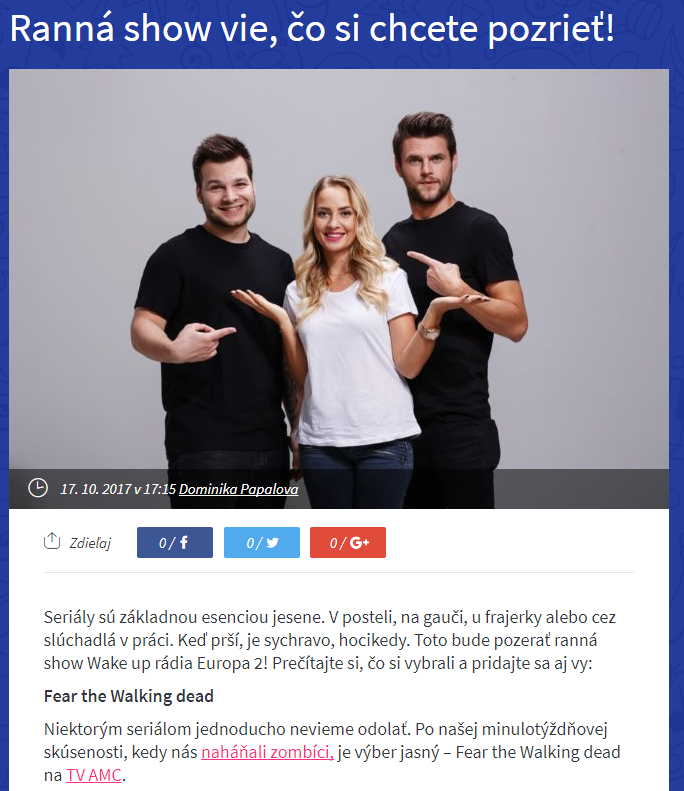 Ranná show vie, čo si chcete pozrieť!
17. 10. 2017 v 17:15 Dominika Papalova
Zdieľaj 0 / 0 / 0 / G+
Seriály sú základnou esenciou jesene. V posteli, na gauči, u frajerky alebo cez
slúchadlá v práci. Keď prší, je sychravo, hocikedy. Toto bude pozerať ranná
show Wake up rádia Europa 2! Prečítajte si, čo si vybrali a pridajte sa aj vy:
Fear the Walking dead
Niektorým seriálom jednoducho nevieme odolať. Po našej minulotýždňovej
skúsenosti, kedy nás naháňali zombíci, je výber jasný – Fear the Walking dead
na TV AMC.